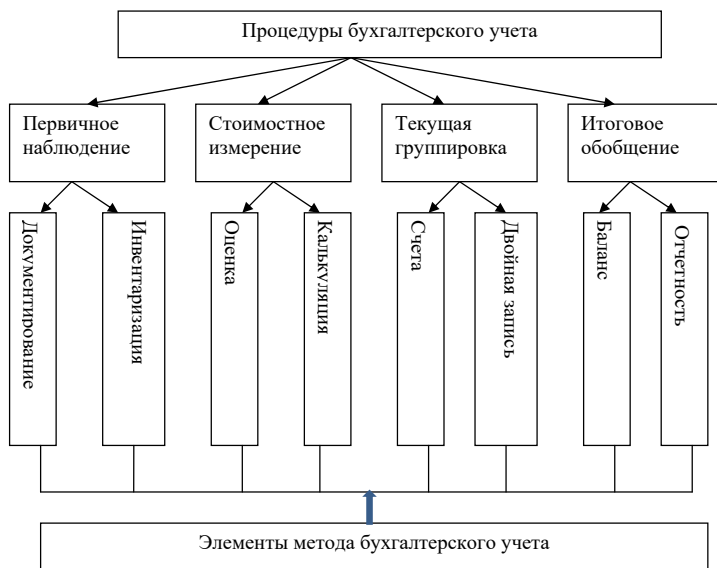 Процедуры бухгалтерского учета
Первичное
наблюдение
Стоимостное
измерение
Текущая
группировка
Итоговое
обобщение
Документирование
Инвентаризация
Оценка
Калькуляция
Счета
Двойная запись
Баланс
Отчетность
Элементы метода бухгалтерского учета